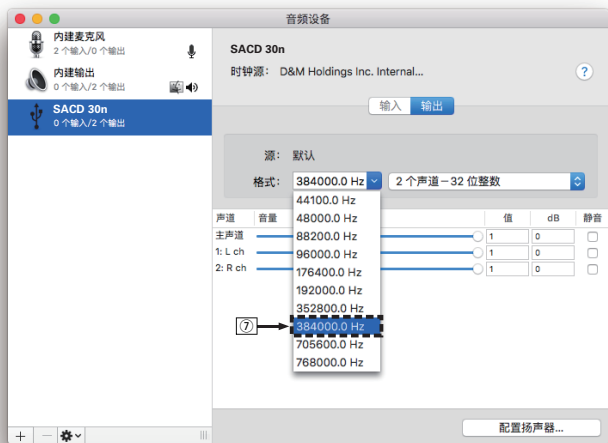 音频设备
内建麦克风
2 个输入/0 个输出
内建输出
0 个输入/2 个输出
SACD 30n
0 个输入/2 个输出
SACD 30n
时钟源： D&M Holdings Inc. Internal...
?
输入 输出
源： 默认
格式： 384000.0 Hz 2 个声道－32 位整数
44100.0 Hz
48000.0 Hz
88200.0 Hz
96000.0 Hz
176400.0 Hz
192000.0 Hz
352800.0 Hz
⑦ 384000.0 Hz
705600.0 Hz
768000.0 Hz
声道 音量 值 dB 静音
主声道 1 0
1: L ch 1 0
2: R ch 1 0
配置扬声器...